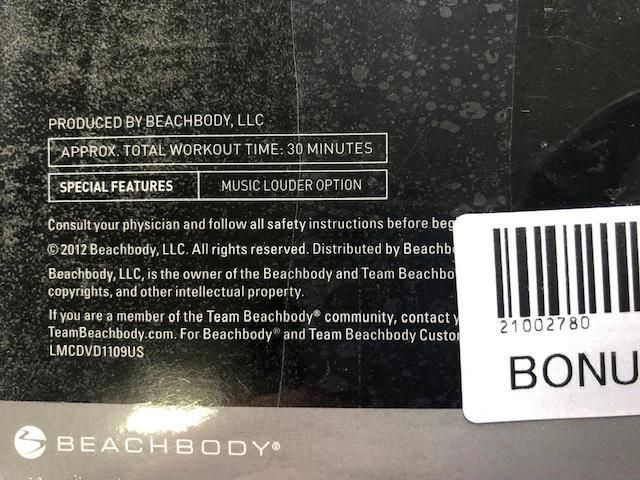 PRODUCED BY BEACHBODY, LLC
APPROX. TOTAL WORKOUT TIME: 30 MINUTES
SPECIAL FEATURES MUSIC LOUDER OPTION
Consult your physician and follow all safety instructions before beg
© 2012 Beachbody, LLC. All rights reserved. Distributed by Beachb
Beachbody, LLC, is the owner of the Beachbody and Team Beachbo
copyrights, and other intellectual property.
If you are a member of the Team Beachbody® community, contact y
TeamBeachbody.com. For Beachbody® and Team Beachbody Custo
LMCDVD1109US
21002780
BONU
BEACHBODY®